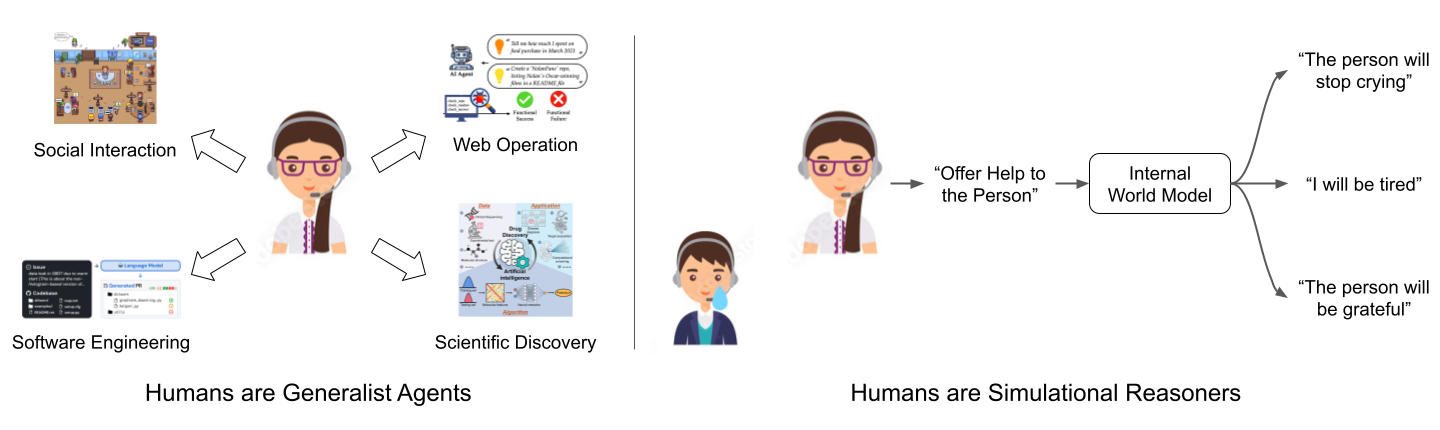 Tell me how much I spent on
food purchase in March 2023
AI Agent
Create a 'NolanFans' repo,
listing Nolan's Oscar-winning
films in a README file
Functional
Success
Functional
Failure
Social Interaction
Web Operation
Issue
Codebase
Language Model
Generated PR
Software Engineering
Data
Application
Drug
Discovery
Artificial
intelligence
Algorithm
Scientific Discovery
Humans are Generalist Agents
“Offer Help to
the Person”
Internal
World Model
“The person will
stop crying”
“I will be tired”
“The person will
be grateful”
Humans are Simulational Reasoners